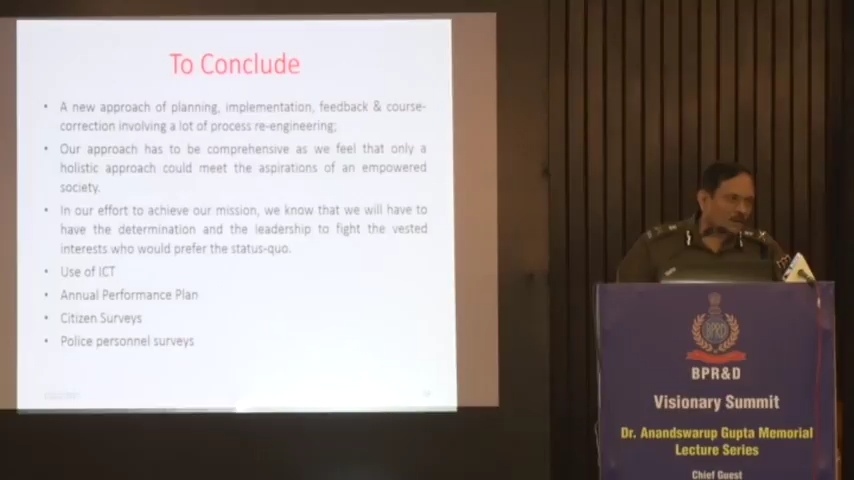 To Conclude
• A new approach of planning, implementation, feedback & course-
correction involving a lot of process re-engineering;
• Our approach has to be comprehensive as we feel that only a
holistic approach could meet the aspirations of an empowered
society.
• In our effort to achieve our mission, we know that we will have to
have the determination and the leadership to fight the vested
interests who would prefer the status-quo.
• Use of ICT
• Annual Performance Plan
• Citizen Surveys
• Police personnel surveys
BPR&D
BPR&D
Visionary Summit
Dr. Anandswarup Gupta Memorial
Lecture Series
Chief Guest